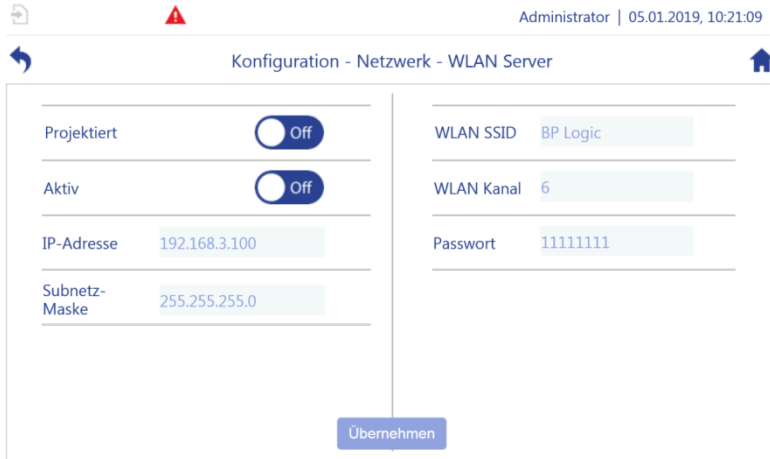 Administrator | 05.01.2019, 10:21:09
Konfiguration - Netzwerk - WLAN Server
Projektiert Off
Aktiv Off
IP-Adresse 192.168.3.100
Subnetz-
Maske 255.255.255.0
WLAN SSID BP Logic
WLAN Kanal 6
Passwort 11111111
Übernehmen